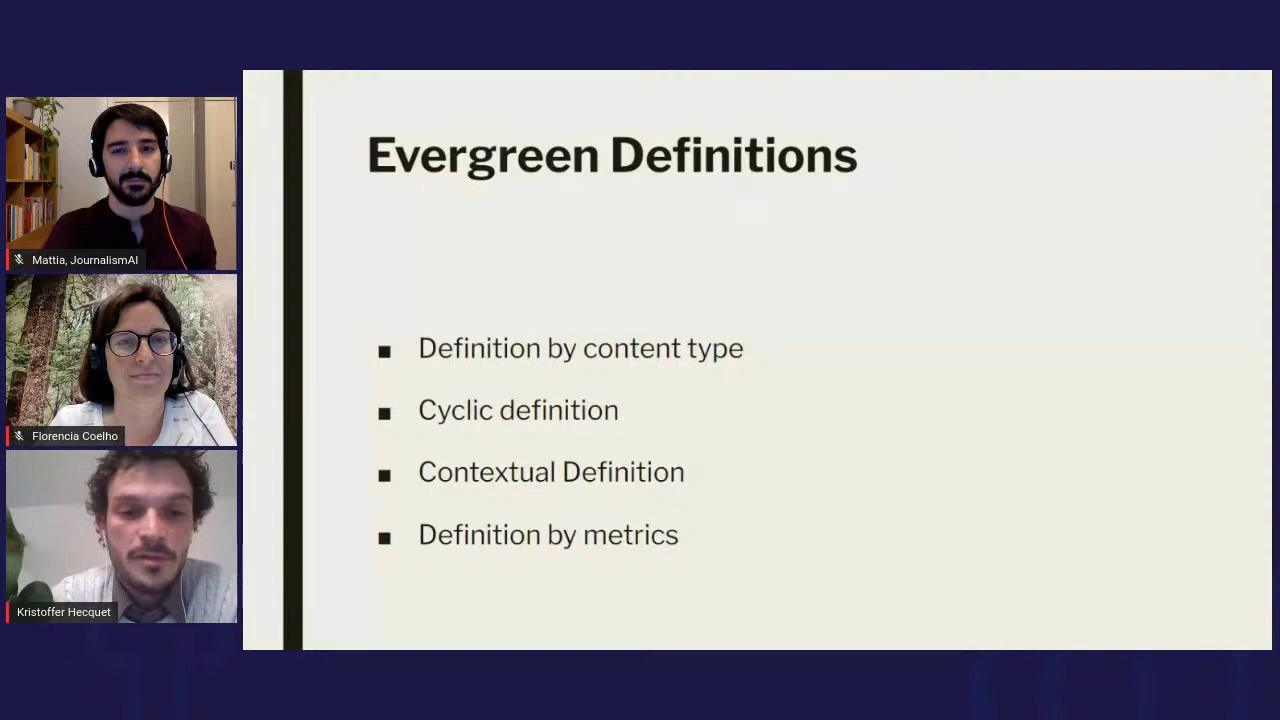 Evergreen Definitions
Definition by content type
Cyclic definition
Contextual Definition
Definition by metrics
Mattia, JournalismAI
Florencia Coelho
Kristoffer Hecquet